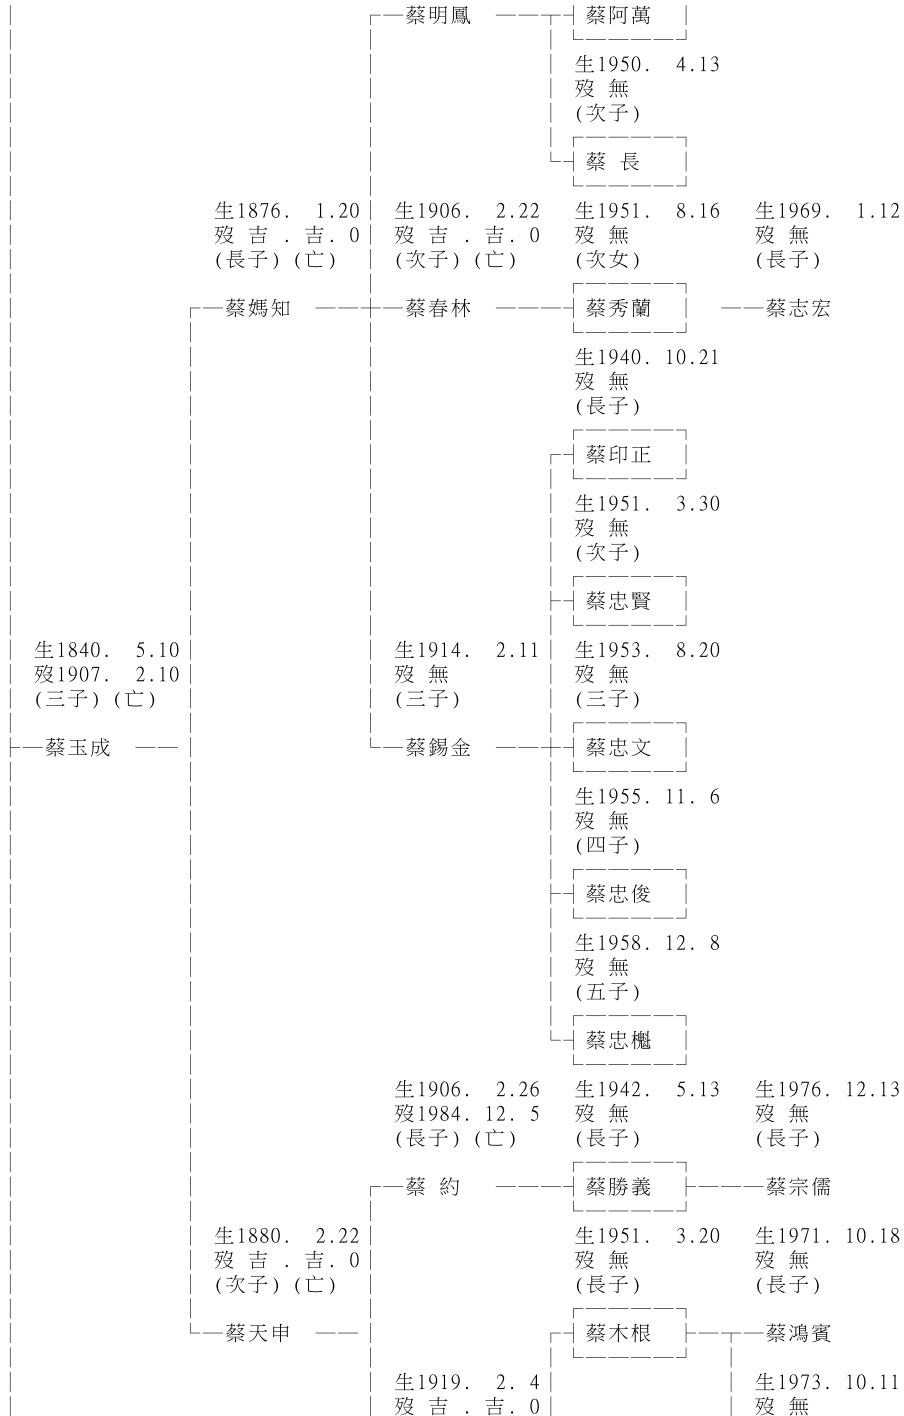 蔡明鳳 蔡阿萬
生1950. 4.13
歿 無
(次子)
蔡 長
生1876. 1.20 生1906. 2.22 生1951. 8.16 生1969. 1.12
歿 吉 . 吉. 0 歿 吉 . 吉. 0 歿 無 歿 無
(長子)(亡) (次子)(亡) (次女) (長子)
蔡媽知 蔡春林 蔡秀蘭 蔡志宏
生1940. 10.21
歿 無
(長子)
蔡印正
生1951. 3.30
歿 無
(次子)
蔡忠賢
生1840. 5.10 生1914. 2.11 生1953. 8.20
歿1907. 2.10 歿 無 歿 無
(三子)(亡) (三子) (三子)
蔡玉成 蔡錫金 蔡忠文
生1955. 11. 6
歿 無
(四子)
蔡忠俊
生1958. 12. 8
歿 無
(五子)
蔡忠
生1906. 2.26 生1942. 5.13 生1976. 12.13
歿1984. 12. 5 歿 無 歿 無
(長子)(亡) (長子) (長子)
蔡 約 蔡勝義 蔡宗儒
生1880. 2.22 生1951. 3.20 生1971. 10.18
歿 吉 . 吉. 0 歿 無 歿 無
(次子)(亡) (長子) (長子)
蔡天申 蔡木根 蔡鴻賓
生1919. 2. 4 生1973. 10.11
歿 吉 . 吉. 0 歿 無